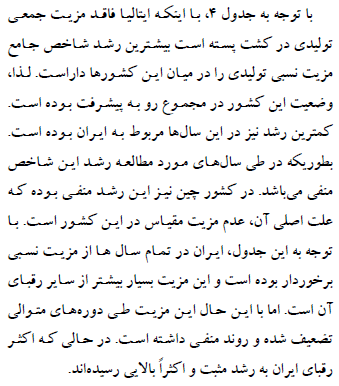 با توجه به جدول ۴، با اینکه ایتالیا فاقد مزیت جمعی
تولیدی در کشت پسته است بیشترین رشد شاخص جامع
مزیت نسبی تولیدی را در میان این کشورها داراست. لذا،
وضعیت این کشور در مجموع رو به پیشرفت بوده است.
کمترین رشد نیز در این سال‌ها مربوط به ایران بوده است.
بطوریکه در طی سال‌های مورد مطالعه رشد این شاخص
منفی می‌باشد. در کشور چین نیز این رشد منفی بوده که
علت اصلی آن، عدم مزیت مقیاس در این کشور است. با
توجه به این جدول، ایران در تمام سال ها از مزیت نسبی
برخوردار بوده است و این مزیت بسیار بیشتر از سایر رقبای
آن است. اما با این حال این مزیت طی دوره‌های متوالی
تضعیف شده و روند منفی داشته است. در حالی که اکثر
رقبای ایران به رشد مثبت و اکثراً بالایی رسیده‌اند.